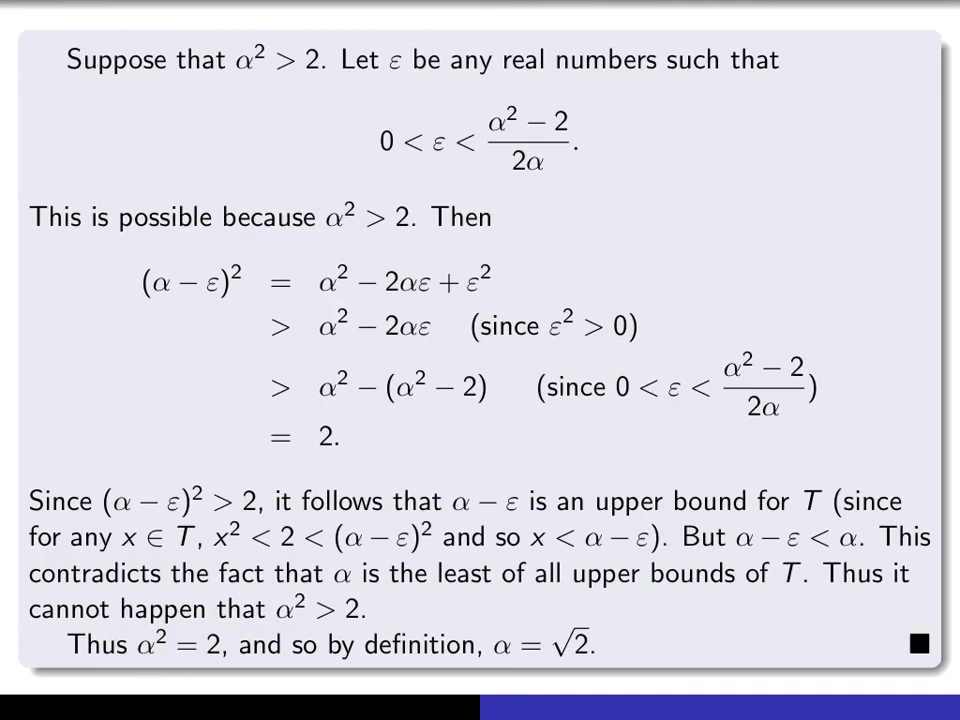 Suppose that α² > 2. Let ε be any real numbers such that
0 < ε < (α² − 2)/(2α).
This is possible because α² > 2. Then
(α − ε)² = α² − 2αε + ε²
> α² − 2αε (since ε² > 0)
> α² − (α² − 2) (since 0 < ε < (α² − 2)/(2α))
= 2.
Since (α − ε)² > 2, it follows that α − ε is an upper bound for T (since
for any x ∈ T, x² < 2 < (α − ε)² and so x < α − ε). But α − ε < α. This
contradicts the fact that α is the least of all upper bounds of T. Thus it
cannot happen that α² > 2.
Thus α² = 2, and so by definition, α = √2. ■